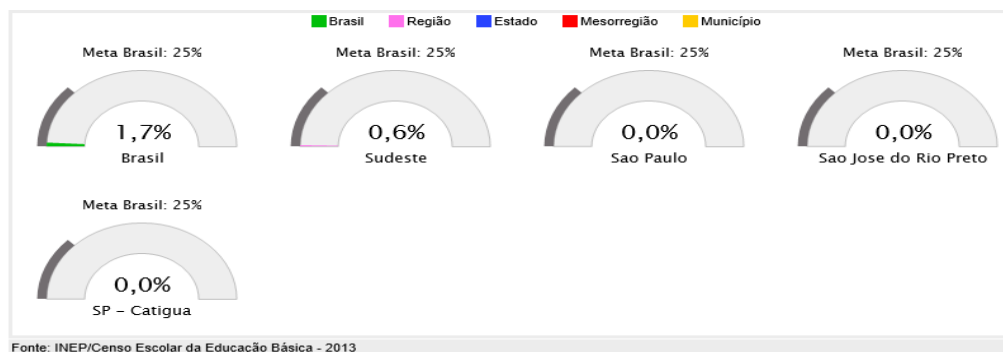 Brasil Região Estado Mesorregião Município
Meta Brasil: 25% Meta Brasil: 25% Meta Brasil: 25% Meta Brasil: 25%
1,7% 0,6% 0,0% 0,0%
Brasil Sudeste Sao Paulo Sao Jose do Rio Preto
Meta Brasil: 25%
0,0%
SP – Catigua
Fonte: INEP/Censo Escolar da Educação Básica - 2013